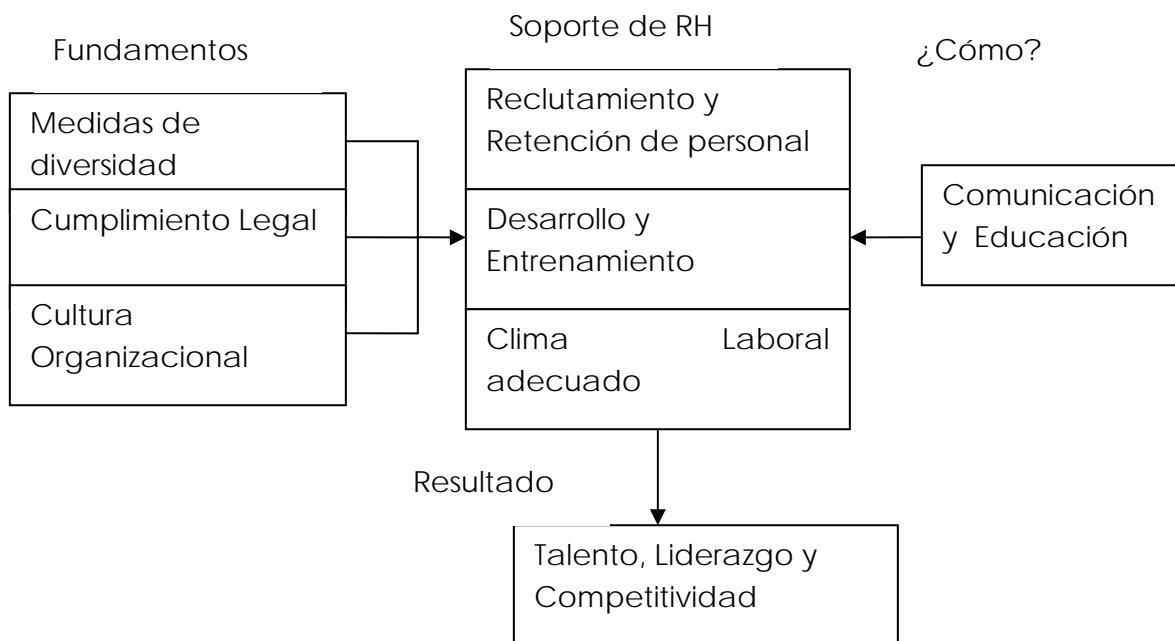 Fundamentos
Soporte de RH
¿Cómo?
Medidas de
diversidad
Cumplimiento Legal
Cultura
Organizacional
Reclutamiento y
Retención de personal
Desarrollo y
Entrenamiento
Clima Laboral
adecuado
Comunicación
y Educación
Resultado
Talento, Liderazgo y
Competitividad